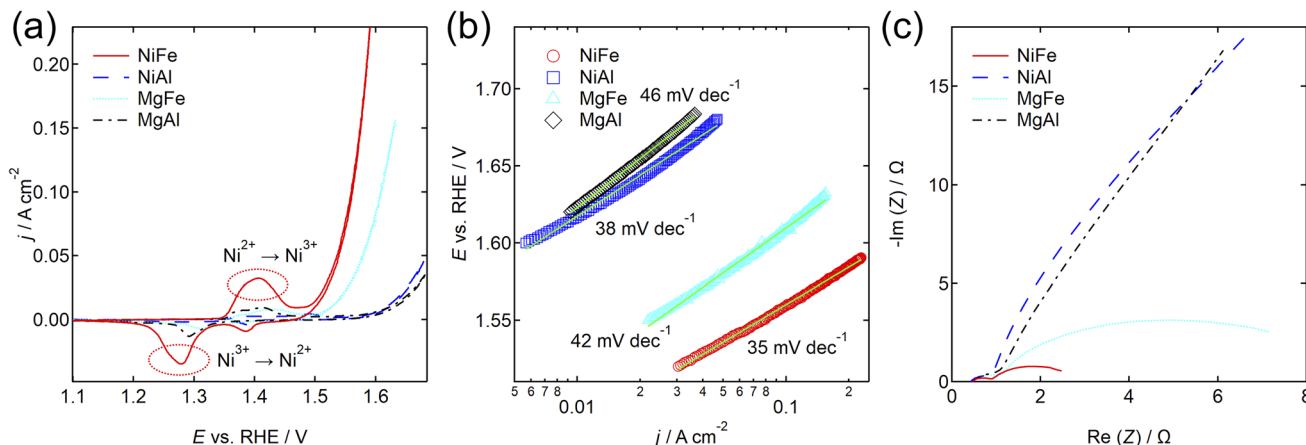 (a)
NiFe
NiAl
MgFe
MgAl
0.20
0.15
0.10
0.05
0.00
j / A cm⁻²
Ni²⁺ → Ni³⁺
Ni³⁺ → Ni²⁺
1.1 1.2 1.3 1.4 1.5 1.6
E vs. RHE / V
(b)
NiFe
NiAl
MgFe
MgAl
46 mV dec⁻¹
38 mV dec⁻¹
42 mV dec⁻¹
35 mV dec⁻¹
1.70
1.65
1.60
1.55
E vs. RHE / V
5 6 7 8 0.01 2 3 4 5 6 7 8 0.1 2
j / A cm⁻²
(c)
NiFe
NiAl
MgFe
MgAl
15
10
5
0
-Im (Z) / Ω
0 2 4 6 8
Re (Z) / Ω